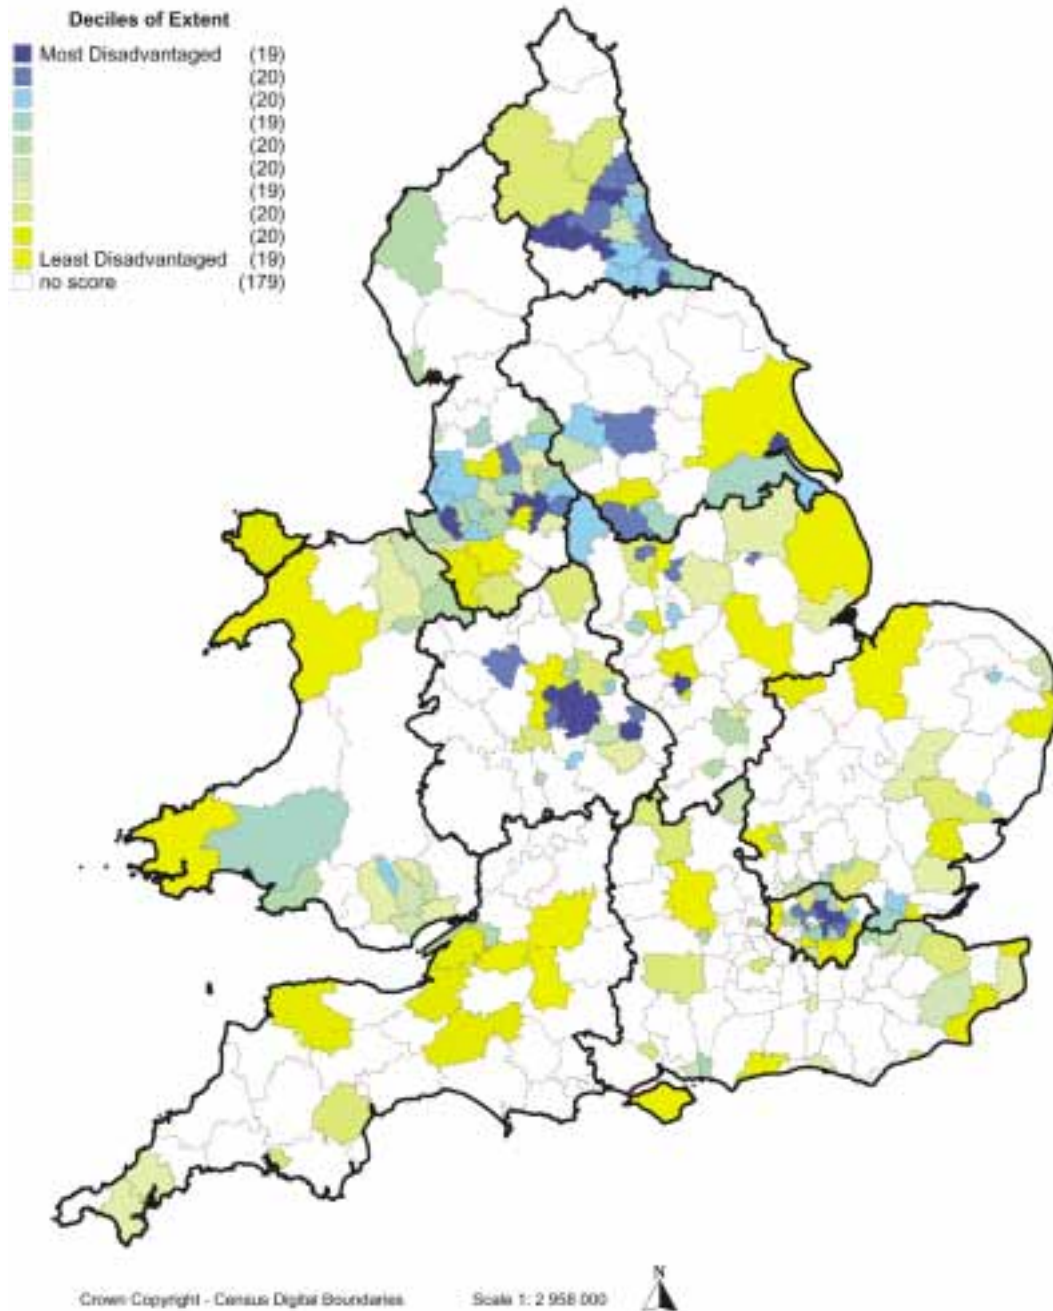 Deciles of Extent
Most Disadvantaged (19)
(20)
(20)
(19)
(20)
(20)
(19)
(20)
(20)
Least Disadvantaged (19)
no score (179)
N
Crown Copyright - Census Digital Boundaries Scale 1: 2 958 000